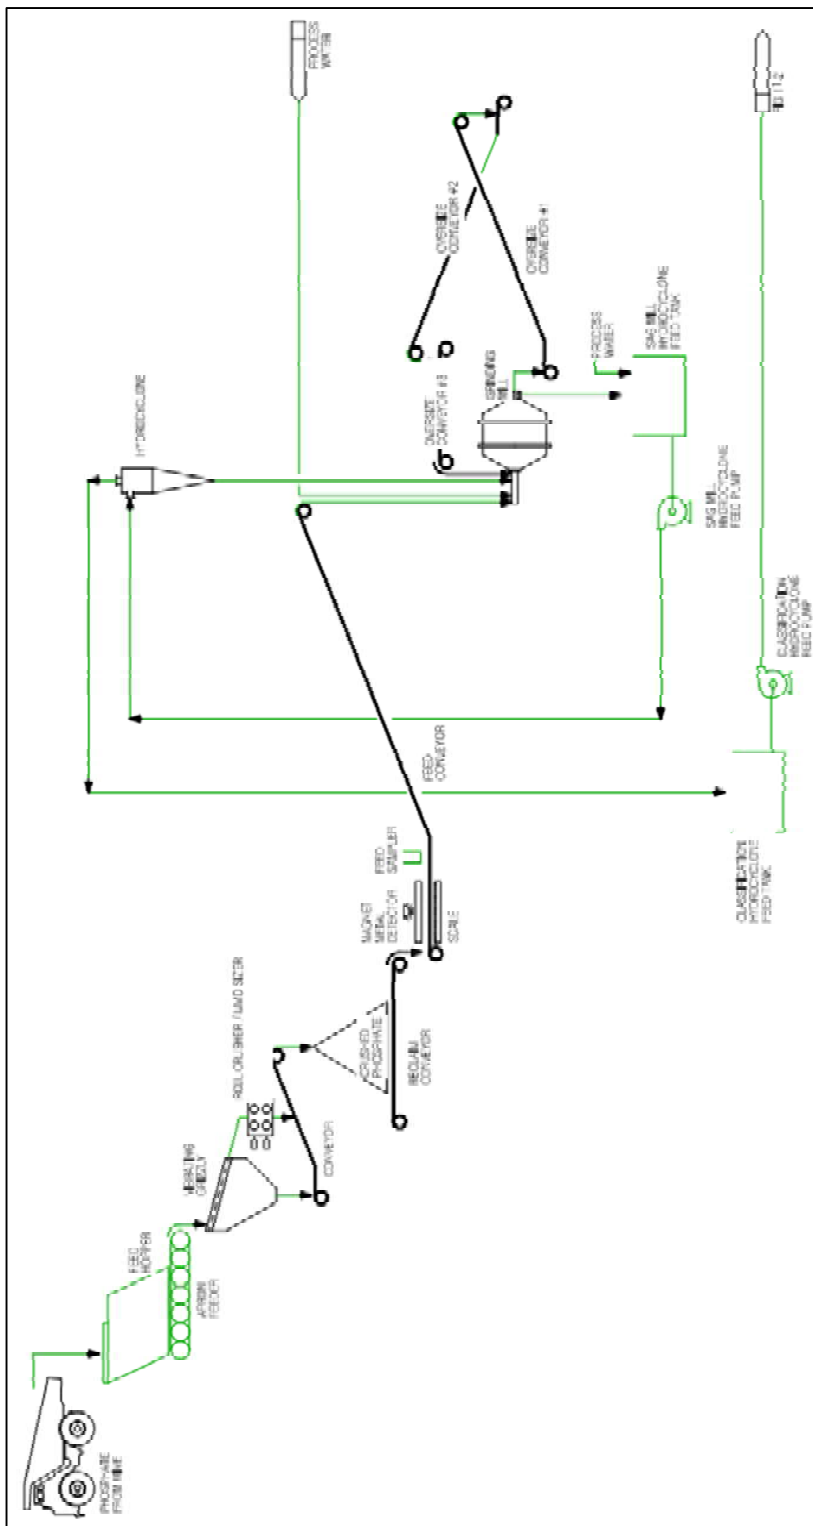 PHOSPHATE
FROM MINE
FEED
HOPPER
APRON
FEEDER
VIBRATING
GRIZZLY
ROLL CRUSHER / MMD SIZER
CONVEYOR
CRUSHED
PHOSPHATE
RECLAIM
CONVEYOR
MAGNET
METAL
DETECTOR
SCALE
FEED
SAMPLER
FEED
CONVEYOR
HYDROCYCLONE
PROCESS
WATER
OVERSIZE
CONVEYOR #3
GRINDING
MILL
OVERSIZE
CONVEYOR #2
OVERSIZE
CONVEYOR #1
PROCESS
WATER
SAG MILL
HYDROCYCLONE
FEED TANK
SAG MILL
HYDROCYCLONE
FEED PUMP
CLASSIFICATION
HYDROCYCLONE
FEED TANK
CLASSIFICATION
HYDROCYCLONE
FEED PUMP